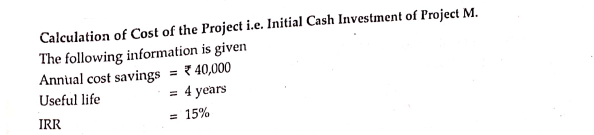 Calculation of Cost of the Project i.e. Initial Cash Investment of Project M.
The following information is given
Annual cost savings = ₹ 40,000
Useful life = 4 years
IRR = 15%